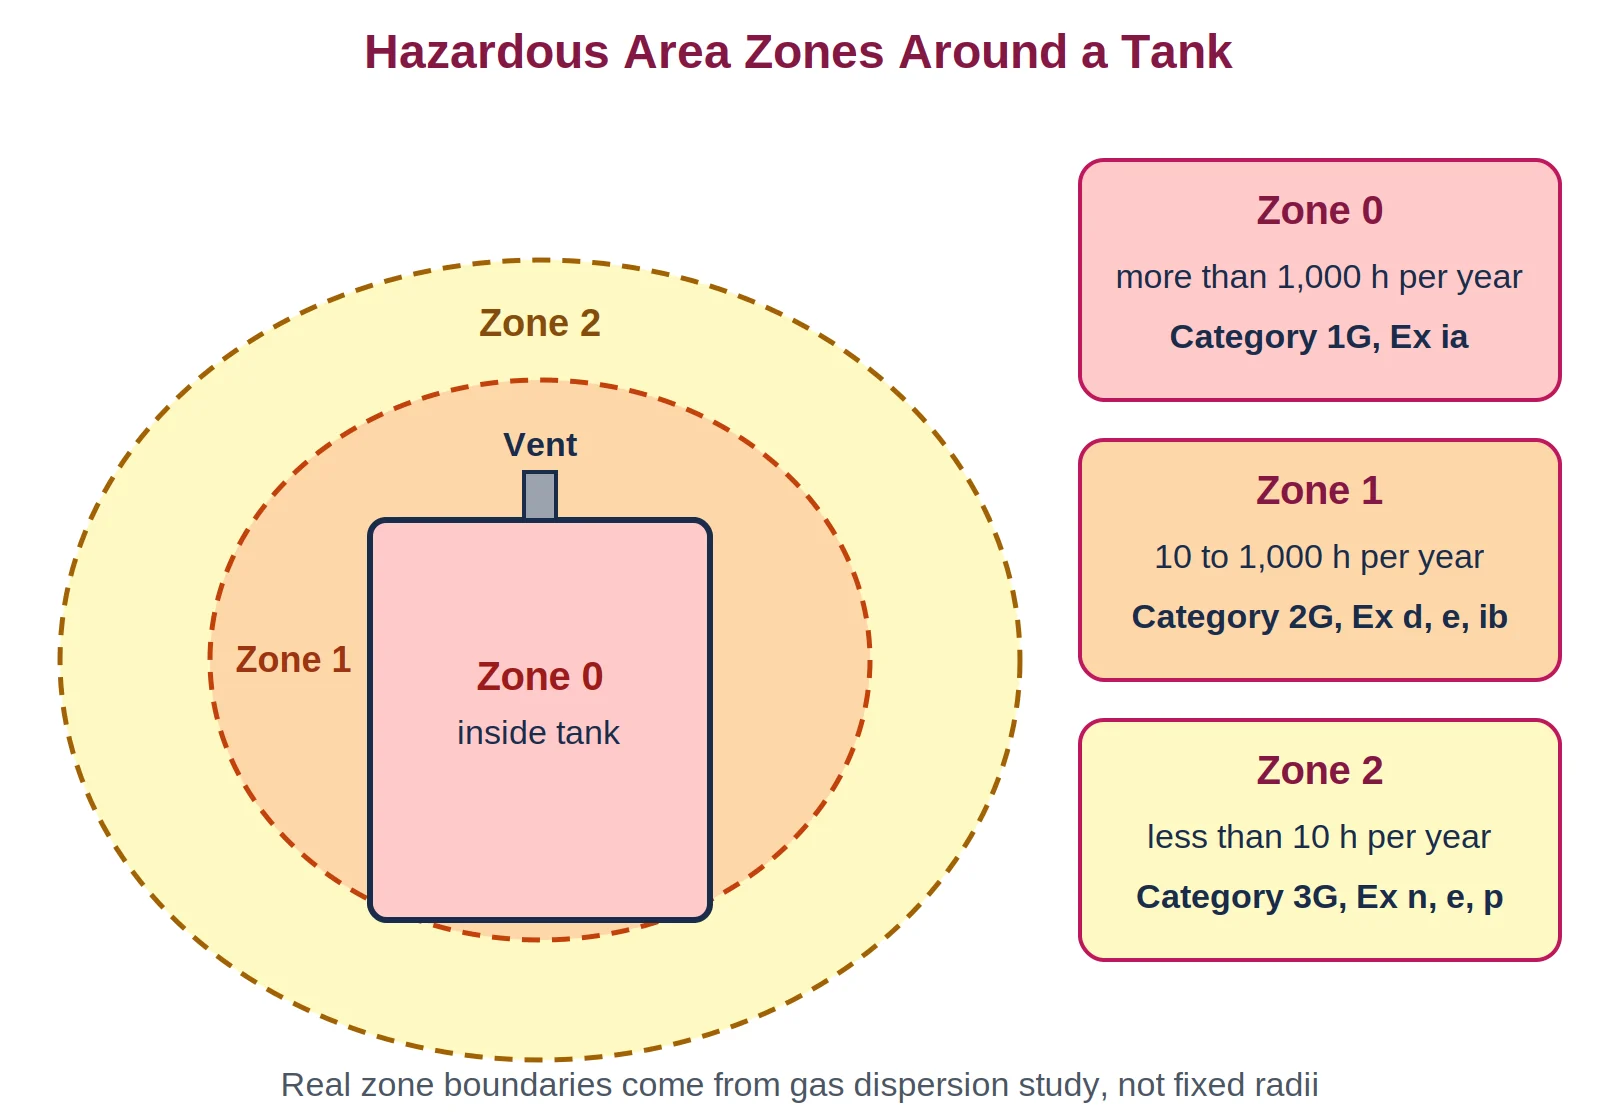 Hazardous Area Zones Around a Tank
Zone 2
Vent
Zone 1
Zone 0
inside tank
Zone 0
more than 1,000 h per year
Category 1G, Ex ia
Zone 1
10 to 1,000 h per year
Category 2G, Ex d, e, ib
Zone 2
less than 10 h per year
Category 3G, Ex n, e, p
Real zone boundaries come from gas dispersion study, not fixed radii